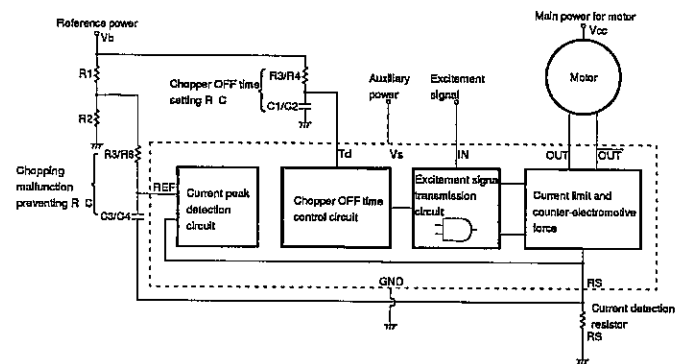 Reference power
Vb
Main power for motor
Vcc
R1
R3/R4
Chopper OFF time
setting R C
C1/C2
Auxiliary
power
Excitement
signal
Motor
R2
R3/R6
Td
Vs
IN
OUT
OUT
Chopping
malfunction
preventing R C
REF
Current peak
detection
circuit
Chopper OFF time
control circuit
Excitement signal
transmission
circuit
Current limit and
counter-electromotive
force
C3/C4
GND
RS
Current detection
resistor
RS